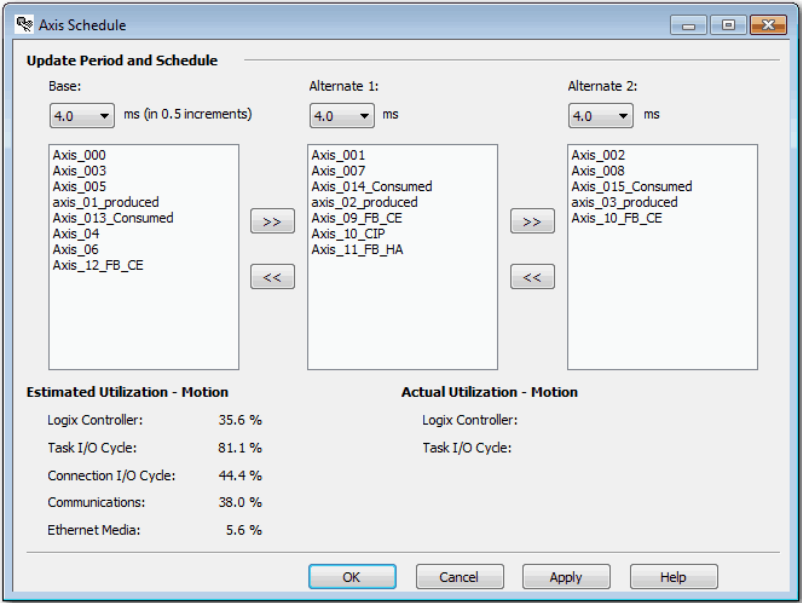 Axis Schedule
Update Period and Schedule
Base:
4.0 ms (in 0.5 increments)
Axis_000
Axis_003
Axis_005
axis_01_produced
Axis_013_Consumed
Axis_04
Axis_06
Axis_12_FB_CE
>>
<<
Alternate 1:
4.0 ms
Axis_001
Axis_007
Axis_014_Consumed
axis_02_produced
Axis_09_FB_CE
Axis_10_CIP
Axis_11_FB_HA
>>
<<
Alternate 2:
4.0 ms
Axis_002
Axis_008
Axis_015_Consumed
axis_03_produced
Axis_10_FB_CE
Estimated Utilization - Motion
Logix Controller: 35.6 %
Task I/O Cycle: 81.1 %
Connection I/O Cycle: 44.4 %
Communications: 38.0 %
Ethernet Media: 5.6 %
Actual Utilization - Motion
Logix Controller:
Task I/O Cycle:
OK Cancel Apply Help